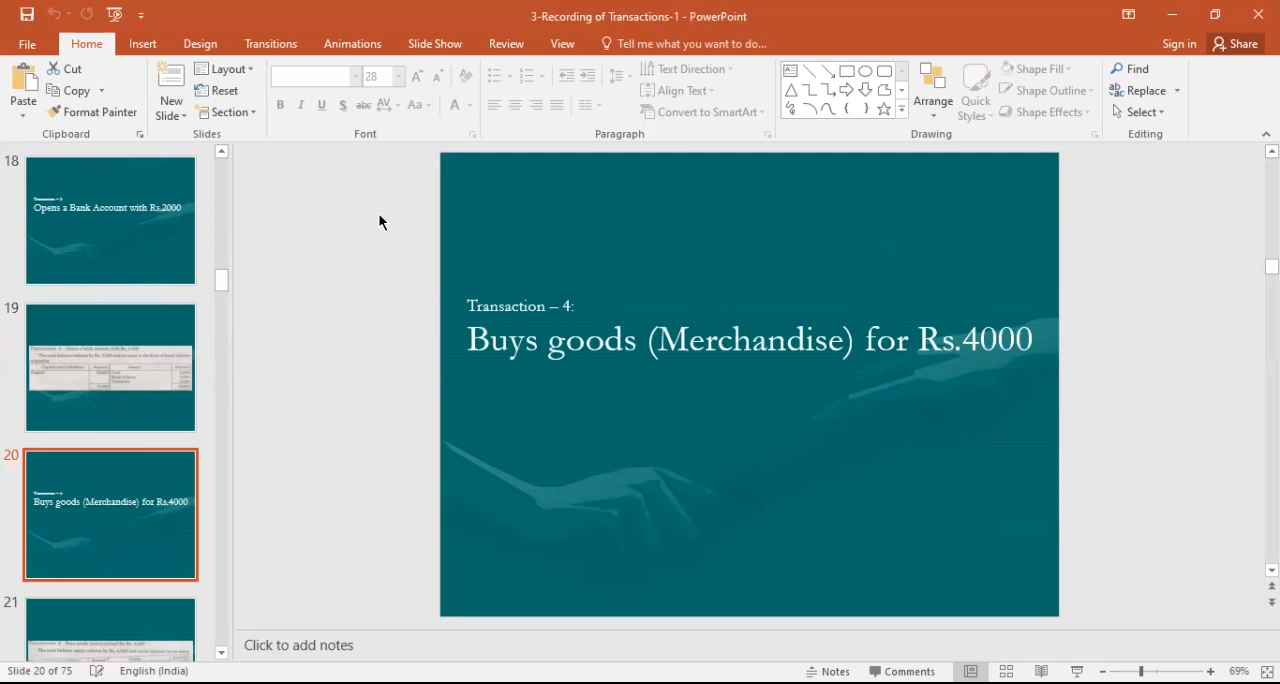 3-Recording of Transactions-1 - PowerPoint
File Home Insert Design Transitions Animations Slide Show Review View Tell me what you want to do... Sign in Share
Paste
Cut
Copy
Format Painter
Clipboard
New Slide
Layout
Reset
Section
Slides
28
B I U S abc AV Aa A
Font
Text Direction
Align Text
Convert to SmartArt
Paragraph
Arrange
Quick Styles
Shape Fill
Shape Outline
Shape Effects
Drawing
Find
Replace
Select
Editing
18
Opens a Bank Account with Rs.2000
19
20
Buys goods (Merchandise) for Rs.4000
21
Transaction – 4:
Buys goods (Merchandise) for Rs.4000
Click to add notes
Slide 20 of 75 English (India) Notes Comments 69%